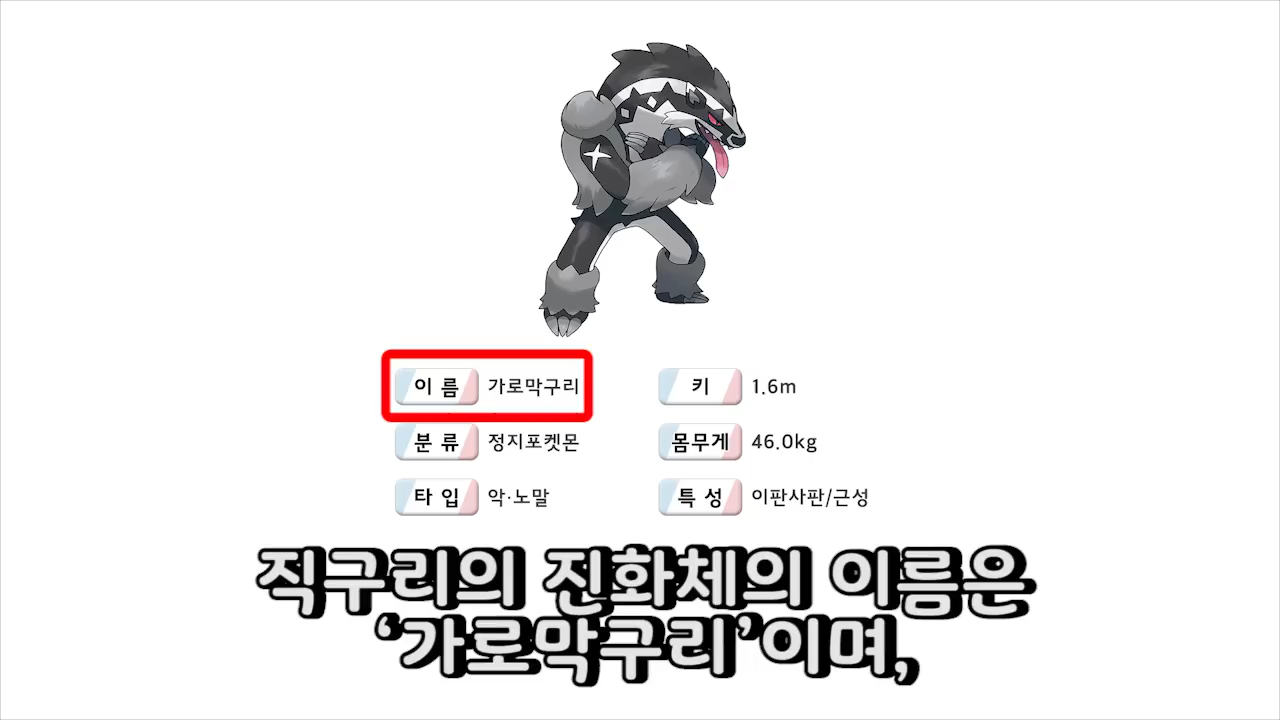 이 름 가로막구리 키 1.6m
분 류 정지포켓몬 몸무게 46.0kg
타 입 악·노말 특 성 이판사판/근성
직구리의 진화체의 이름은
‘가로막구리’이며,